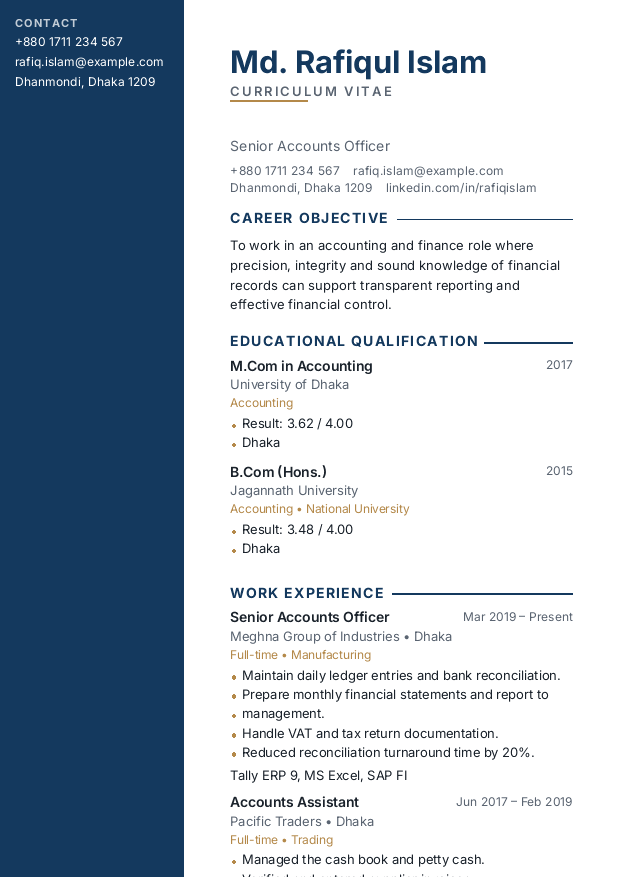 CONTACT
+880 1711 234 567
rafiq.islam@example.com
Dhanmondi, Dhaka 1209
Md. Rafiqul Islam
CURRICULUM VITAE
Senior Accounts Officer
+880 1711 234 567 rafiq.islam@example.com
Dhanmondi, Dhaka 1209 linkedin.com/in/rafiqislam
CAREER OBJECTIVE
To work in an accounting and finance role where
precision, integrity and sound knowledge of financial
records can support transparent reporting and
effective financial control.
EDUCATIONAL QUALIFICATION
M.Com in Accounting 2017
University of Dhaka
Accounting
• Result: 3.62 / 4.00
• Dhaka
B.Com (Hons.) 2015
Jagannath University
Accounting • National University
• Result: 3.48 / 4.00
• Dhaka
WORK EXPERIENCE
Senior Accounts Officer Mar 2019 – Present
Meghna Group of Industries • Dhaka
Full-time • Manufacturing
• Maintain daily ledger entries and bank reconciliation.
• Prepare monthly financial statements and report to
• management.
• Handle VAT and tax return documentation.
• Reduced reconciliation turnaround time by 20%.
Tally ERP 9, MS Excel, SAP FI
Accounts Assistant Jun 2017 – Feb 2019
Pacific Traders • Dhaka
Full-time • Trading
• Managed the cash book and petty cash.